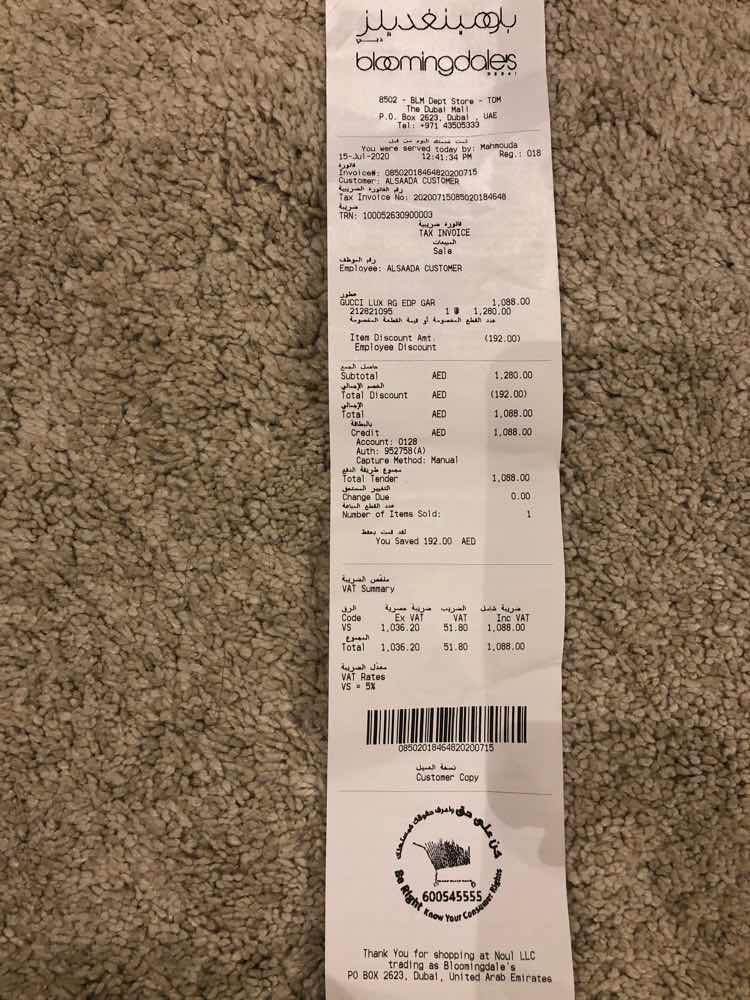 بلومينغديلز
دبـــي
bloomingdale's
DUBAI
8502 - BLM Dept Store - TDM
The Dubai Mall
P.O. Box 2623, Dubai , UAE
Tel: +971 43505333
تمت خدمتك اليوم من قبل
You were served today by: Mahmouda
15-Jul-2020 12:41:34 PM Reg.: 018
فاتورة
Invoice#: 08502018464820200715
Customer: ALSAADA CUSTOMER
رقم الفاتورة الضريبية
Tax Invoice No: 20200715085020184648
ضريبة
TRN: 100052630900003
فاتورة ضريبية
TAX INVOICE
المبيعات
Sale
رقم الموظف
Employee: ALSAADA CUSTOMER
عطور
GUCCI LUX RG EDP GAR 1,088.00
212821095 1 @ 1,280.00
عدد القطع المخصومة أو قيمة القطعة المخصومة
Item Discount Amt. (192.00)
Employee Discount
حاصل الجمع
Subtotal AED 1,280.00
الخصم الإجمالي
Total Discount AED (192.00)
الإجمالي
Total AED 1,088.00
بالبطاقة
Credit AED 1,088.00
Account: 0128
Auth: 952758(A)
Capture Method: Manual
مجموع طريقة الدفع
Total Tender 1,088.00
التغيير المستحق
Change Due 0.00
عدد القطع المباعة
Number of Items Sold: 1
لقد قمت بحفظ
You Saved 192.00 AED
ملخص الضريبة
VAT Summary
الرق ضريبة حصرية الضريب ضريبة شامل
Code Ex VAT VAT Inc VAT
VS 1,036.20 51.80 1,088.00
المجموع
Total 1,036.20 51.80 1,088.00
معدل الضريبة
VAT Rates
VS = 5%
08502018464820200715
نسخة العميل
Customer Copy
كن على حق واعرف حقوقك كمستهلك
600545555
Be Right Know Your Consumer Rights
Thank You for shopping at Noul LLC
trading as Bloomingdale's
PO BOX 2623, Dubai, United Arab Emirates